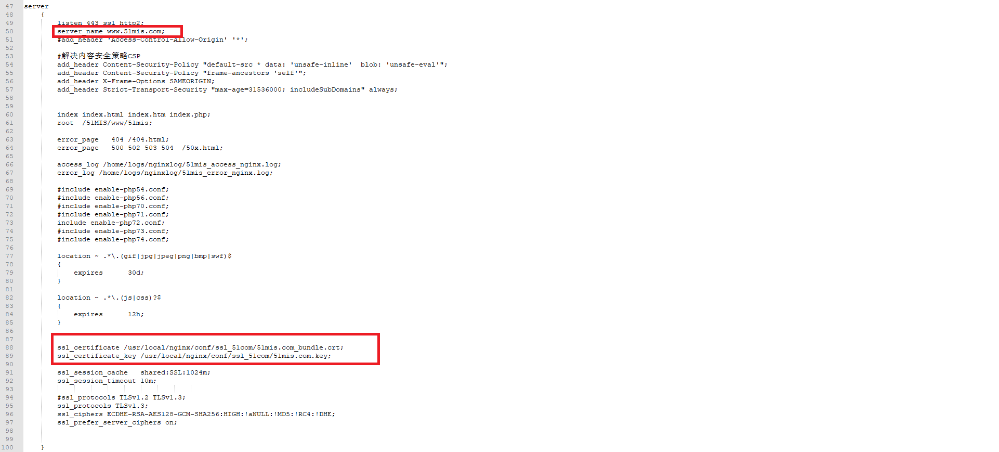 47 server
48 {
49 listen 443 ssl http2;
50 server_name www.51mis.com;
51 #add_header 'Access-Control-Allow-Origin' '*';
52
53 #解决内容安全策略CSP
54 add_header Content-Security-Policy "default-src * data: 'unsafe-inline'  blob: 'unsafe-eval'";
55 add_header Content-Security-Policy "frame-ancestors 'self'";
56 add_header X-Frame-Options SAMEORIGIN;
57 add_header Strict-Transport-Security "max-age=31536000; includeSubDomains" always;
58
59
60 index index.html index.htm index.php;
61 root  /51MIS/www/51mis;
62
63 error_page   404 /404.html;
64 error_page   500 502 503 504  /50x.html;
65
66 access_log /home/logs/nginxlog/51mis_access_nginx.log;
67 error_log /home/logs/nginxlog/51mis_error_nginx.log;
68
69 #include enable-php54.conf;
70 #include enable-php56.conf;
71 #include enable-php70.conf;
72 #include enable-php71.conf;
73 include enable-php72.conf;
74 #include enable-php73.conf;
75 #include enable-php74.conf;
76
77 location ~ .*\.(gif|jpg|jpeg|png|bmp|swf)$
78 {
79 expires      30d;
80 }
81
82 location ~ .*\.(js|css)?$
83 {
84 expires      12h;
85 }
86
87
88 ssl_certificate /usr/local/nginx/conf/ssl_51com/51mis.com_bundle.crt;
89 ssl_certificate_key /usr/local/nginx/conf/ssl_51com/51mis.com.key;
90
91 ssl_session_cache   shared:SSL:1024m;
92 ssl_session_timeout 10m;
93
94 #ssl_protocols TLSv1.2 TLSv1.3;
95 ssl_protocols TLSv1.3;
96 ssl_ciphers ECDHE-RSA-AES128-GCM-SHA256:HIGH:!aNULL:!MD5:!RC4:!DHE;
97 ssl_prefer_server_ciphers on;
98
99
100 }